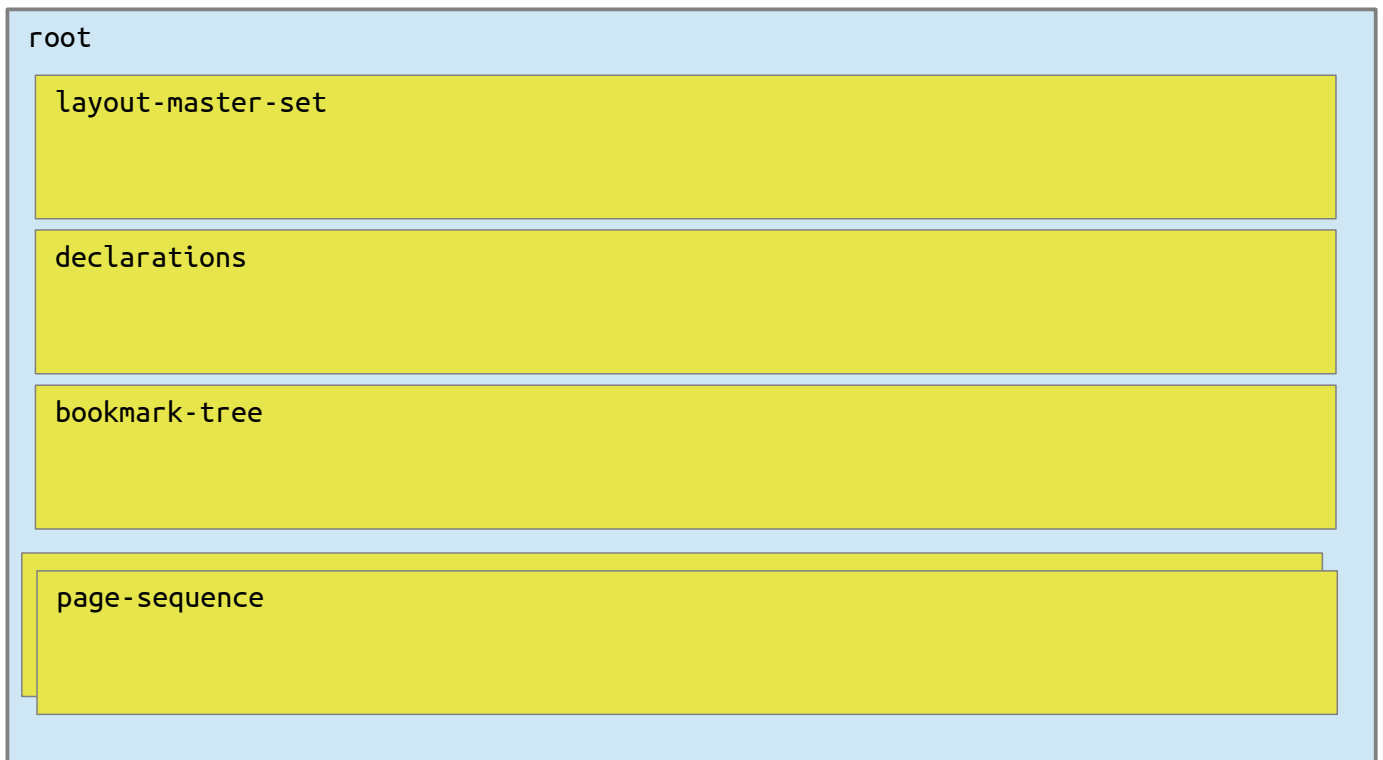 root
layout-master-set
declarations
bookmark-tree
page-sequence